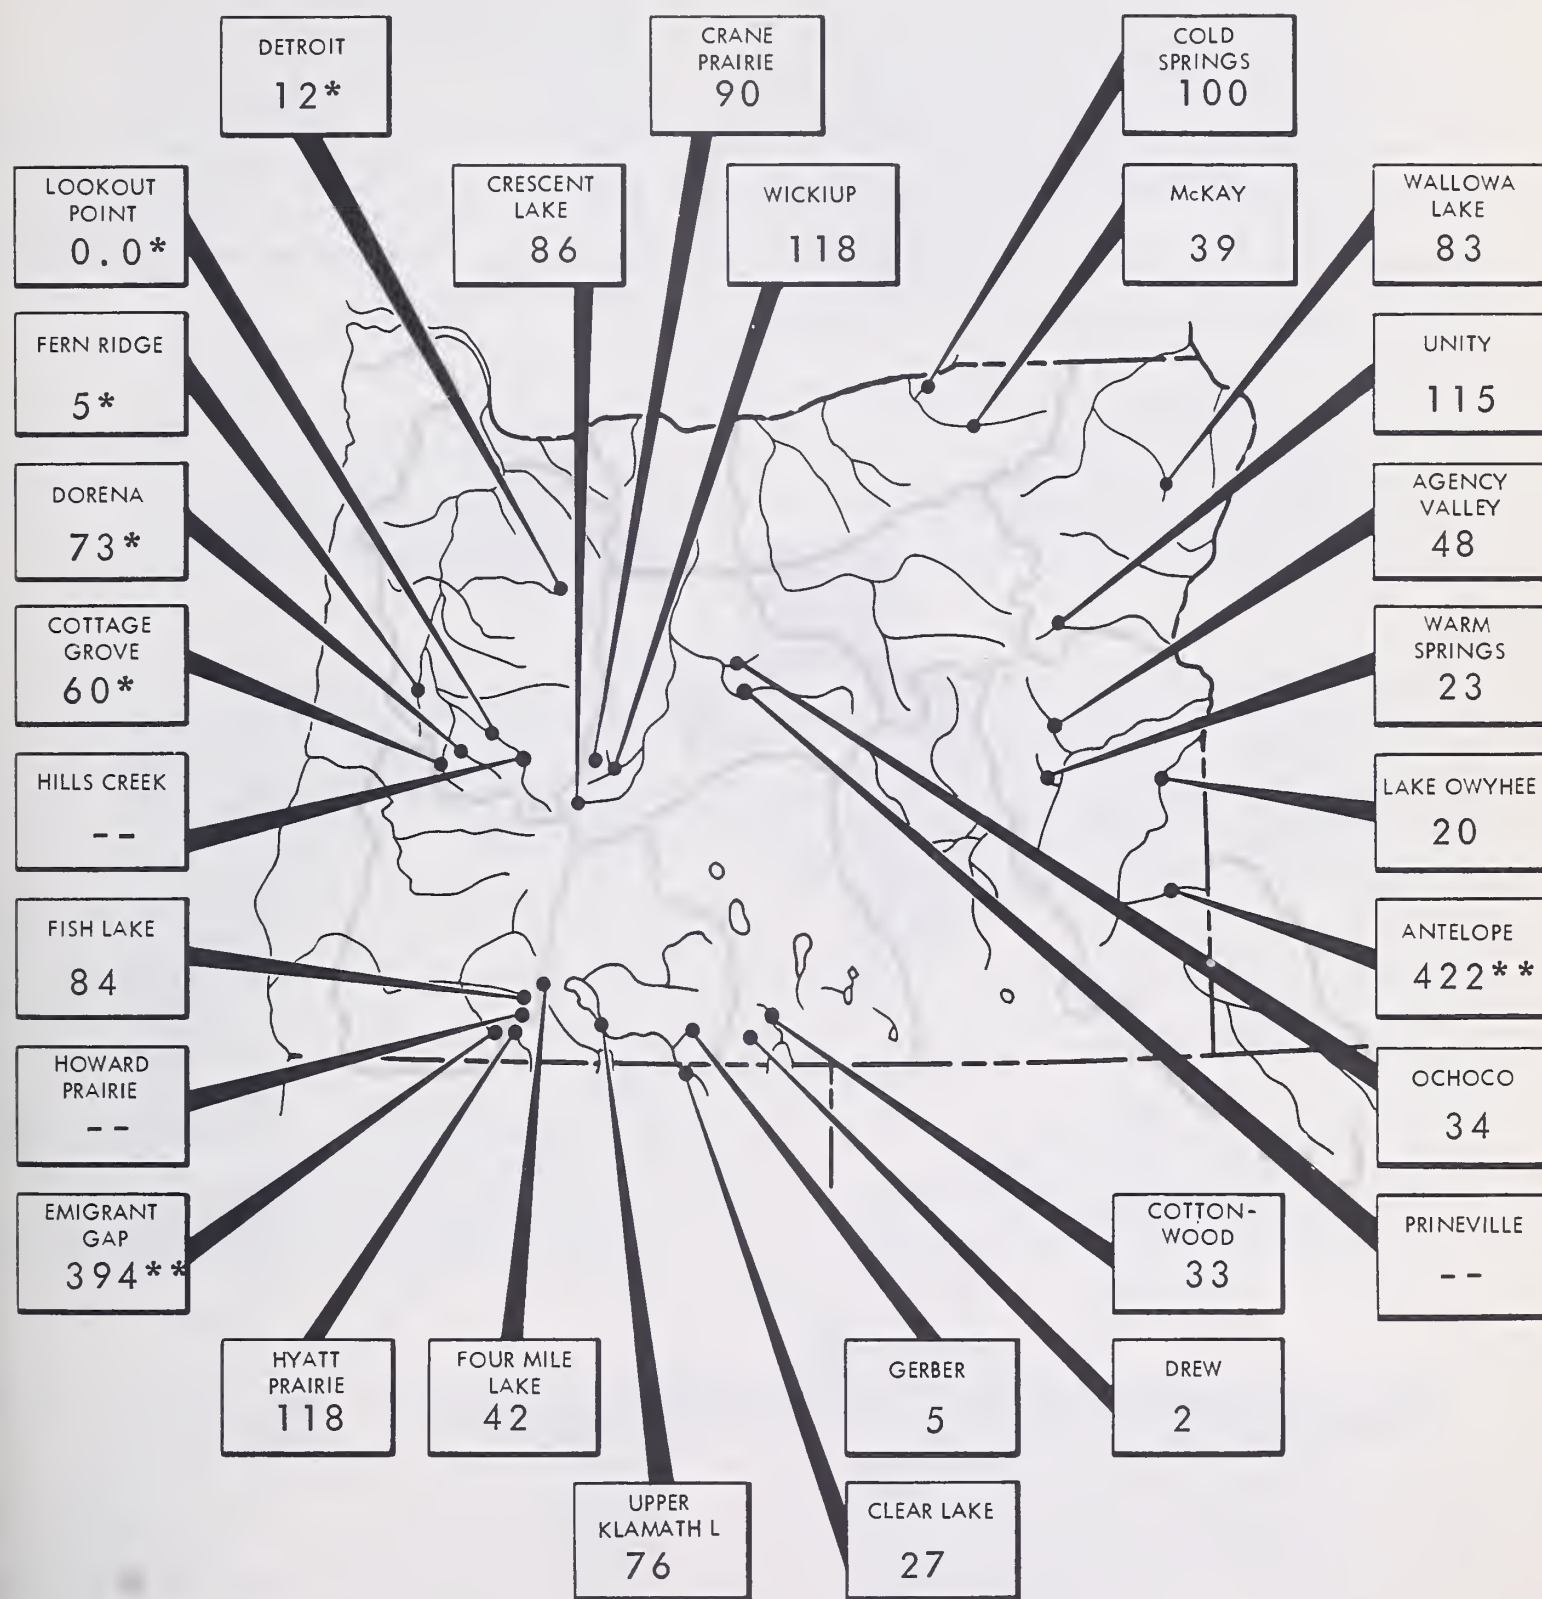 DETROIT
12*
CRANE
PRAIRIE
90
COLD
SPRINGS
100
LOOKOUT
POINT
0.0*
CRESCENT
LAKE
86
WICKIUP
118
McKAY
39
WALLOWA
LAKE
83
FERN RIDGE
5*
UNITY
115
DORENA
73*
AGENCY
VALLEY
48
COTTAGE
GROVE
60*
WARM
SPRINGS
23
HILLS CREEK
--
LAKE OWYHEE
20
FISH LAKE
84
ANTELOPE
422**
HOWARD
PRAIRIE
--
OCHOCO
34
EMIGRANT
GAP
394**
COTTON-
WOOD
33
PRINEVILLE
--
HYATT
PRAIRIE
118
FOUR MILE
LAKE
42
GERBER
5
DREW
2
UPPER
KLAMATH L
76
CLEAR LAKE
27